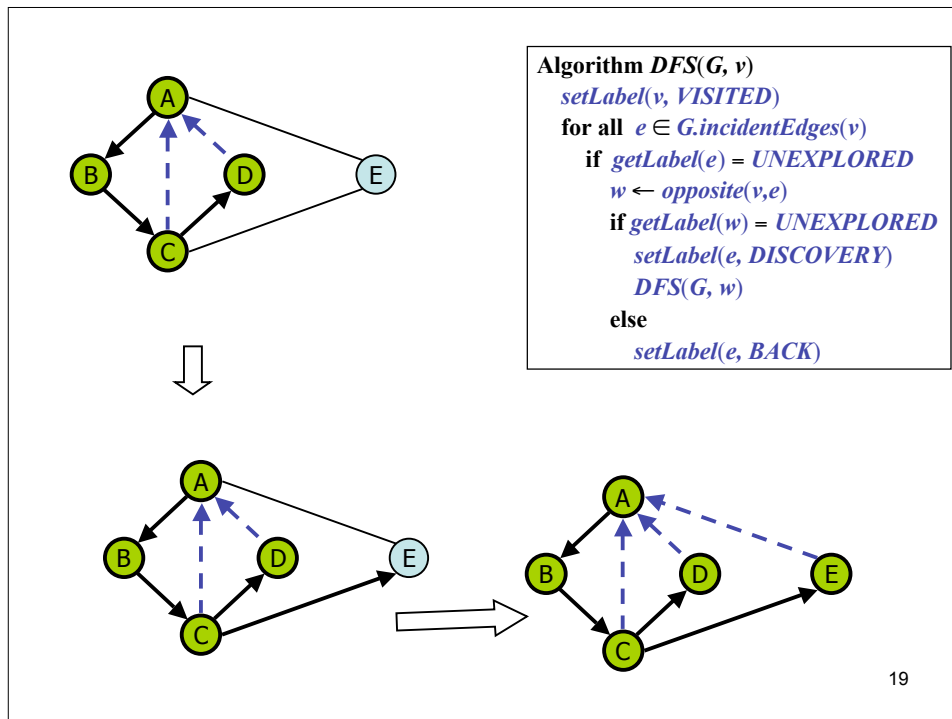 A
B
D
E
C
Algorithm DFS(G, v)
setLabel(v, VISITED)
for all e ∈ G.incidentEdges(v)
if getLabel(e) = UNEXPLORED
w ← opposite(v,e)
if getLabel(w) = UNEXPLORED
setLabel(e, DISCOVERY)
DFS(G, w)
else
setLabel(e, BACK)
A
B
D
E
C
A
B
D
E
C
19